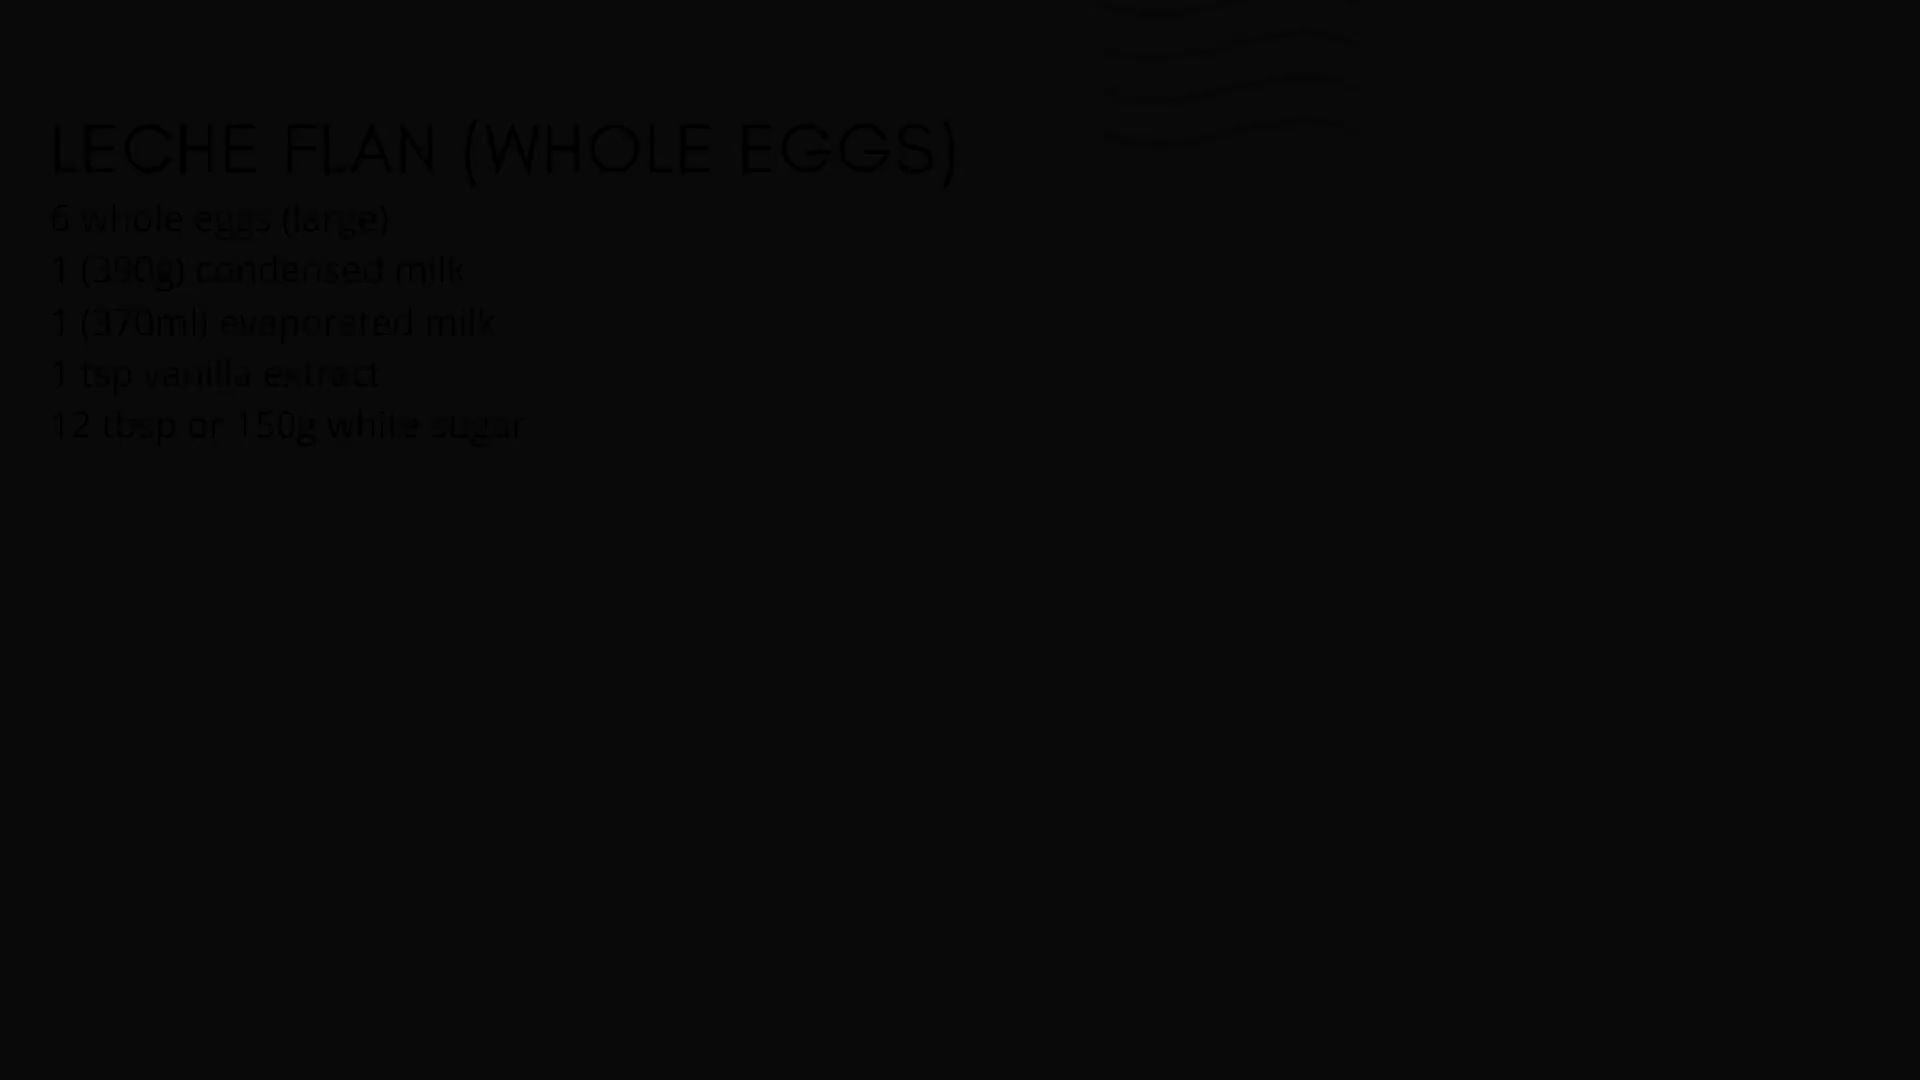 LECHE FLAN (WHOLE EGGS)
6 whole eggs (large)
1 (390g) condensed milk
1 (370ml) evaporated milk
1 tsp vanilla extract
12 tbsp or 150g white sugar